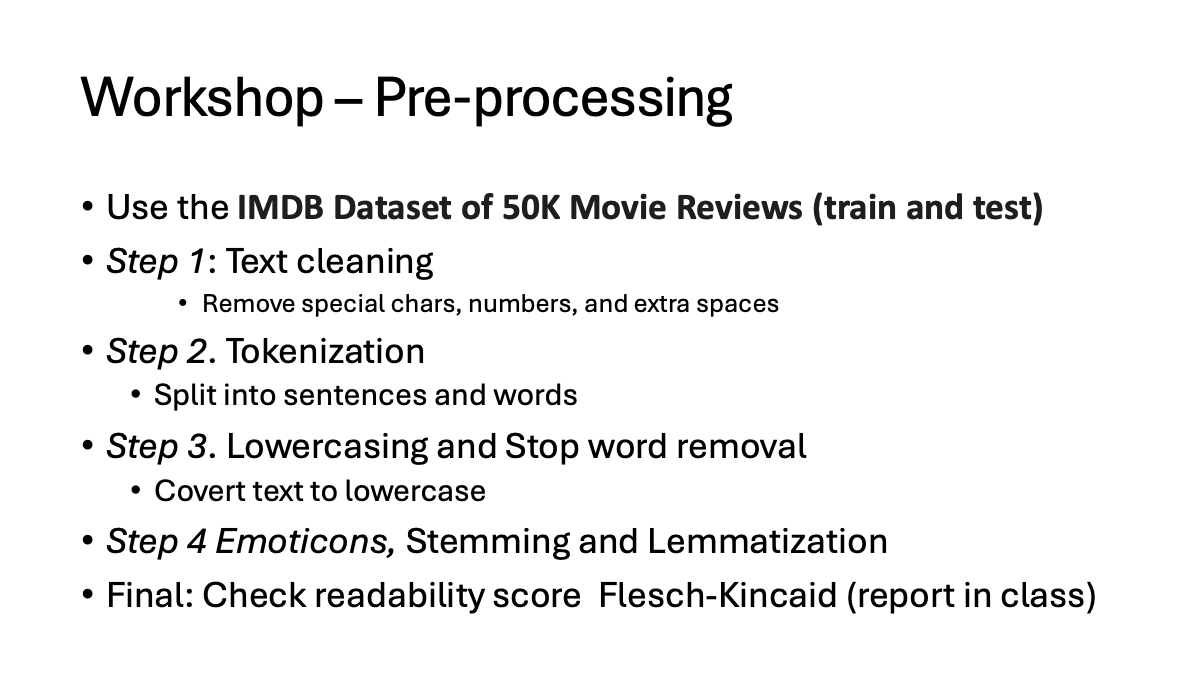 Workshop – Pre-processing
• Use the IMDB Dataset of 50K Movie Reviews (train and test)
• Step 1: Text cleaning
• Remove special chars, numbers, and extra spaces
• Step 2. Tokenization
• Split into sentences and words
• Step 3. Lowercasing and Stop word removal
• Covert text to lowercase
• Step 4 Emoticons, Stemming and Lemmatization
• Final: Check readability score  Flesch-Kincaid (report in class)